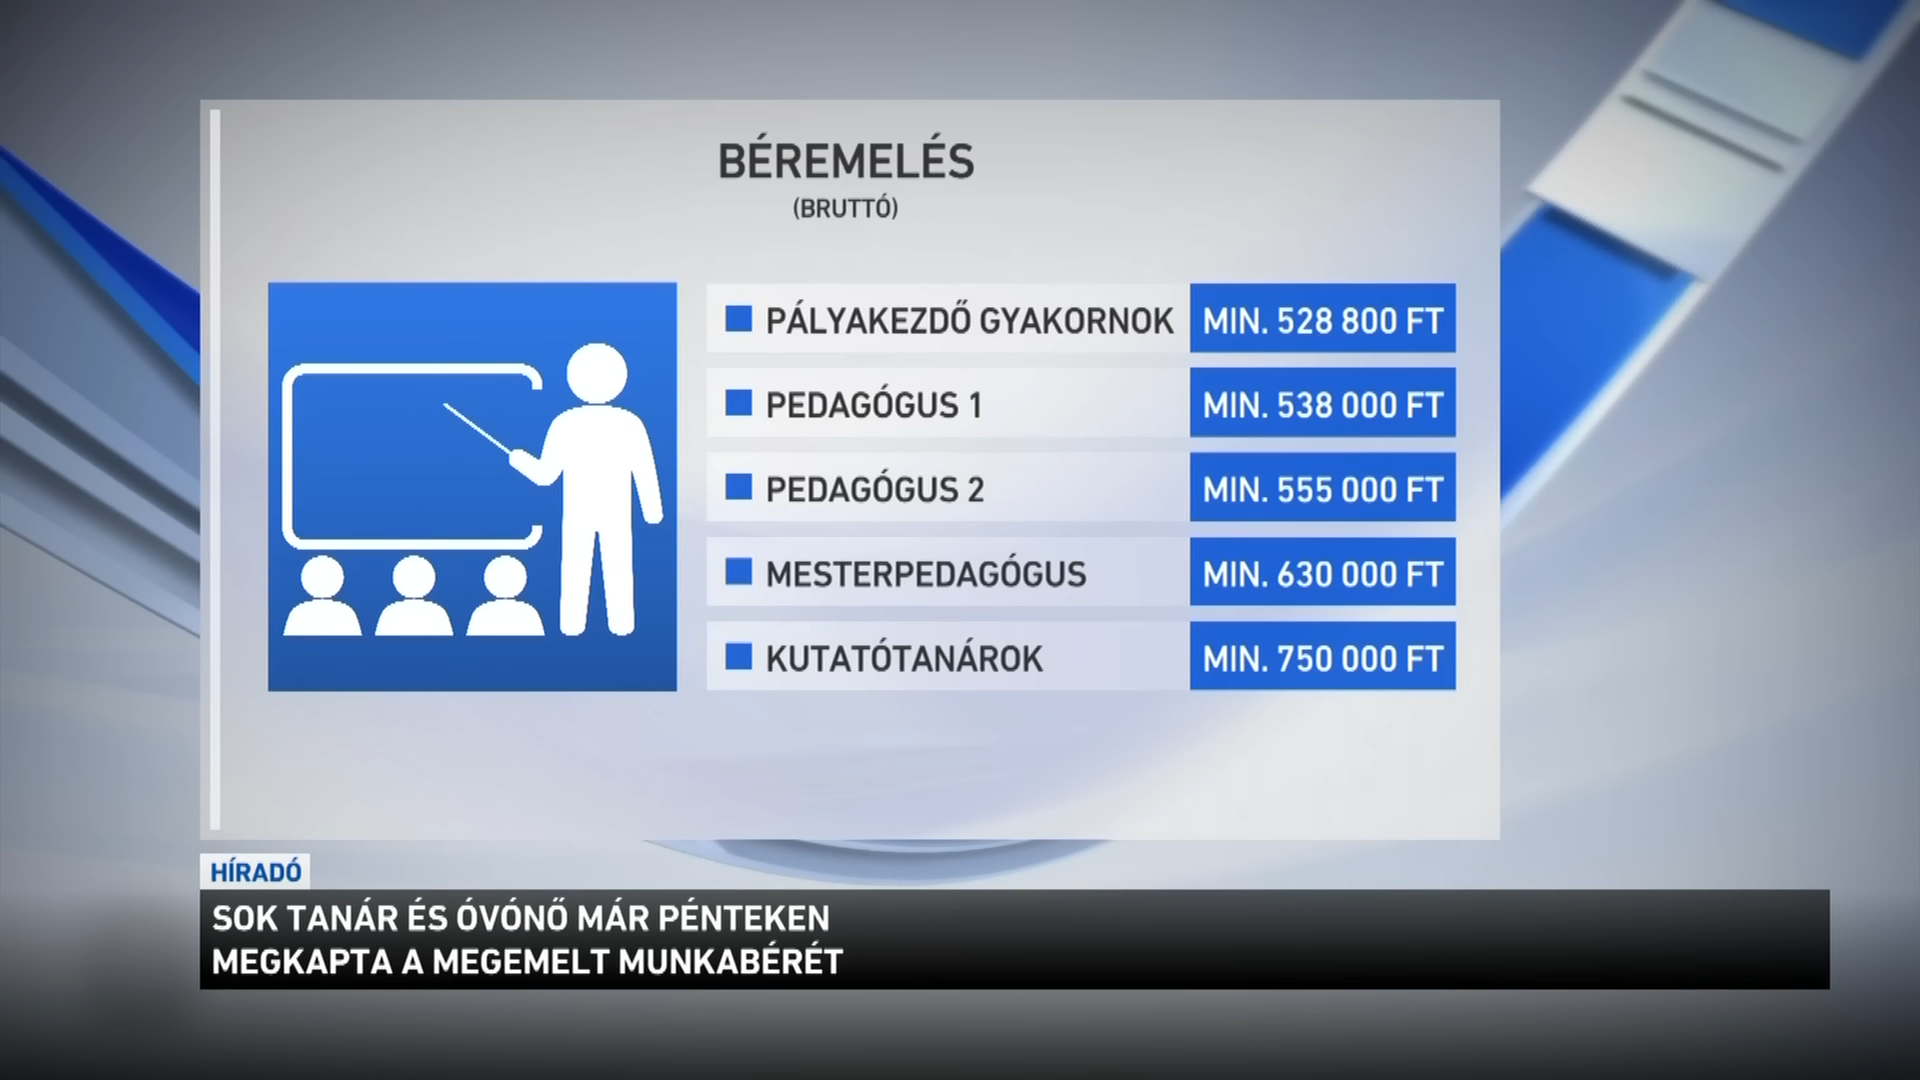 BÉREMELÉS
(BRUTTÓ)
PÁLYAKEZDŐ GYAKORNOK MIN. 528 800 FT
PEDAGÓGUS 1 MIN. 538 000 FT
PEDAGÓGUS 2 MIN. 555 000 FT
MESTERPEDAGÓGUS MIN. 630 000 FT
KUTATÓTANÁROK MIN. 750 000 FT
HÍRADÓ
SOK TANÁR ÉS ÓVÓNŐ MÁR PÉNTEKEN
MEGKAPTA A MEGEMELT MUNKABÉRÉT